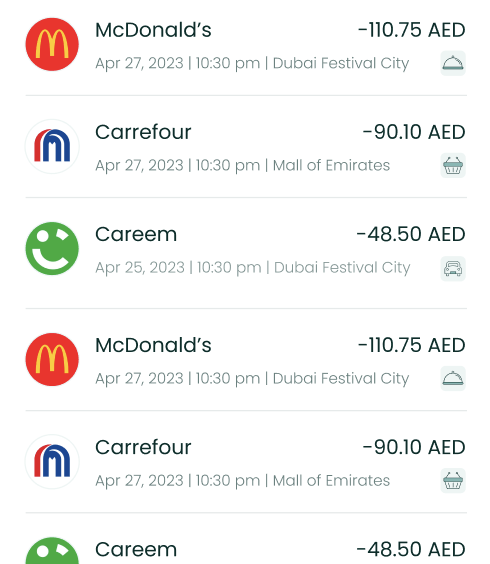 McDonald’s -110.75 AED
Apr 27, 2023 | 10:30 pm | Dubai Festival City
Carrefour -90.10 AED
Apr 27, 2023 | 10:30 pm | Mall of Emirates
Careem -48.50 AED
Apr 25, 2023 | 10:30 pm | Dubai Festival City
McDonald’s -110.75 AED
Apr 27, 2023 | 10:30 pm | Dubai Festival City
Carrefour -90.10 AED
Apr 27, 2023 | 10:30 pm | Mall of Emirates
Careem -48.50 AED